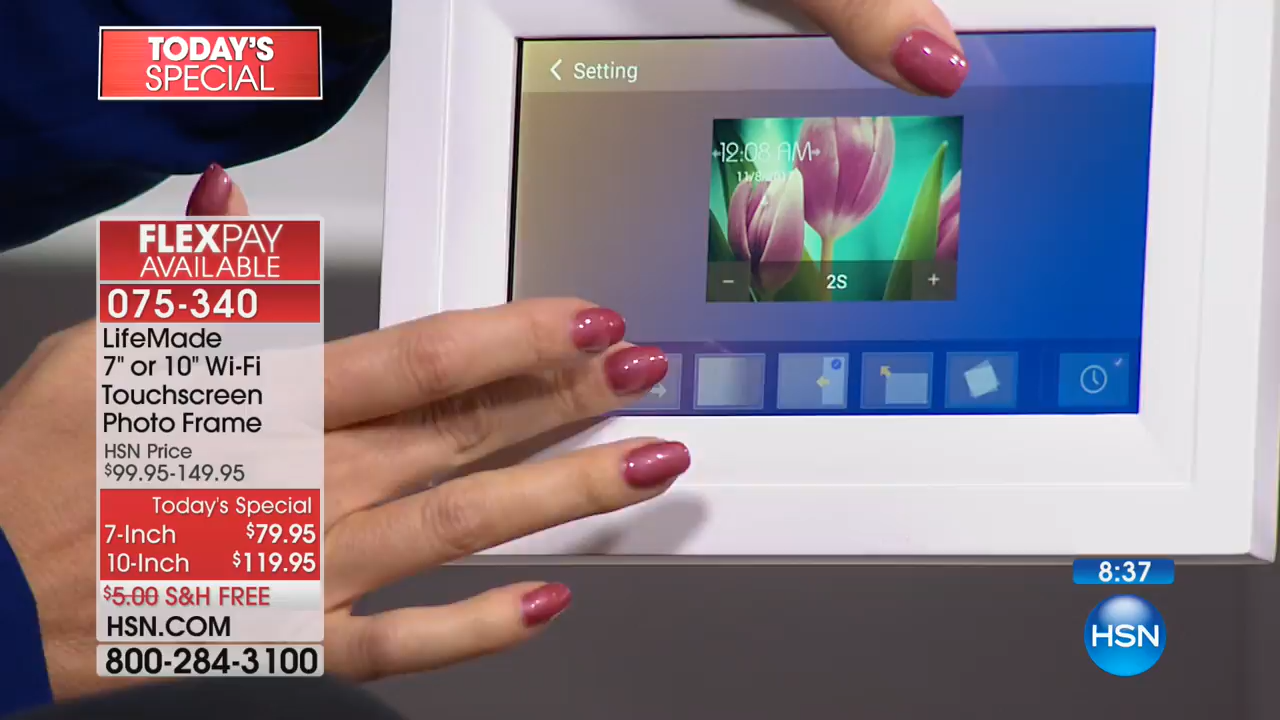 TODAY'S
SPECIAL
FLEXPAY
AVAILABLE
075-340
LifeMade
7" or 10" Wi-Fi
Touchscreen
Photo Frame
HSN Price
$99.95-149.95
Today's Special
7-Inch $79.95
10-Inch $119.95
$5.00 S&H FREE
HSN.COM
800-284-3100
Setting
12:08 AM
− 2S +
8:37
HSN